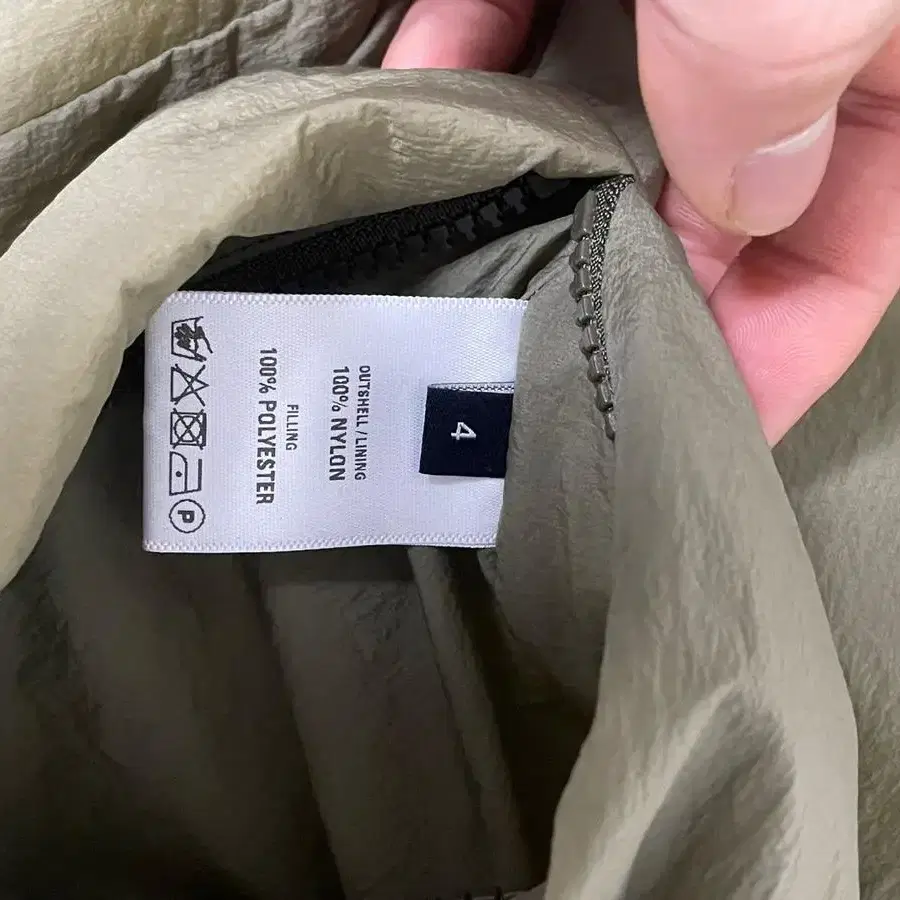 4
OUTSHELL / LINING
100% NYLON
FILLING
100% POLYESTER
P